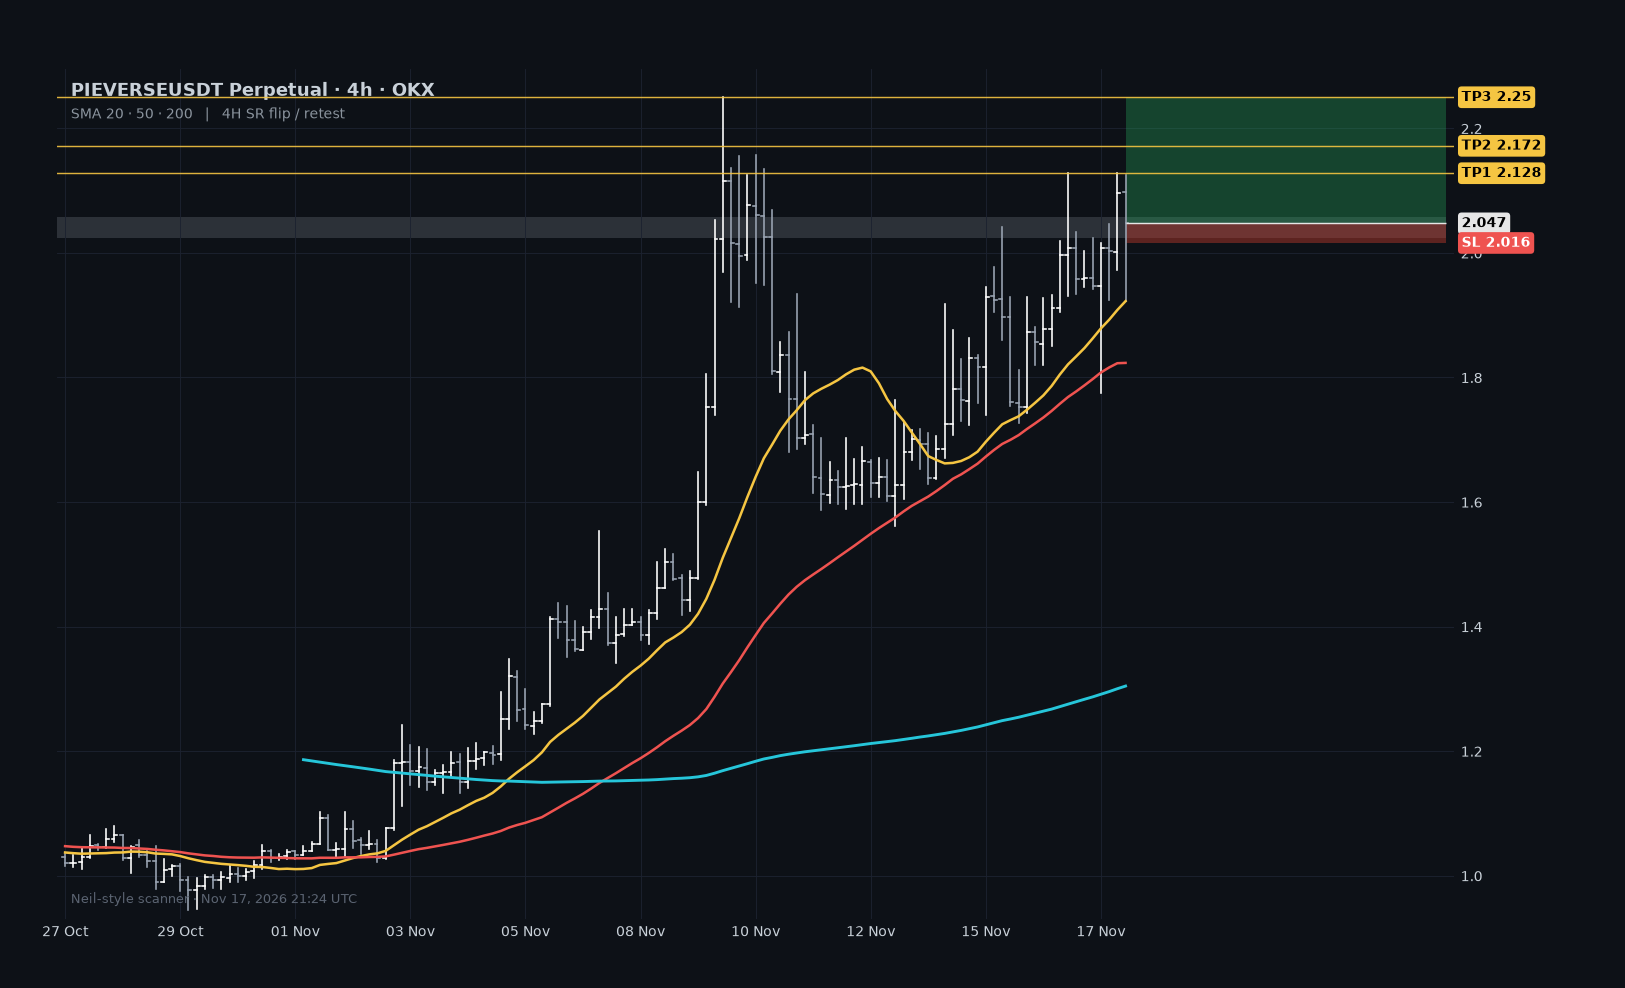 PIEVERSEUSDT Perpetual · 4h · OKX
SMA 20 · 50 · 200 | 4H SR flip / retest
TP3 2.25
2.2
TP2 2.172
TP1 2.128
2.047
SL 2.016
2.0
1.8
1.6
1.4
1.2
1.0
Neil-style scanner · Nov 17, 2026 21:24 UTC
27 Oct 29 Oct 01 Nov 03 Nov 05 Nov 08 Nov 10 Nov 12 Nov 15 Nov 17 Nov